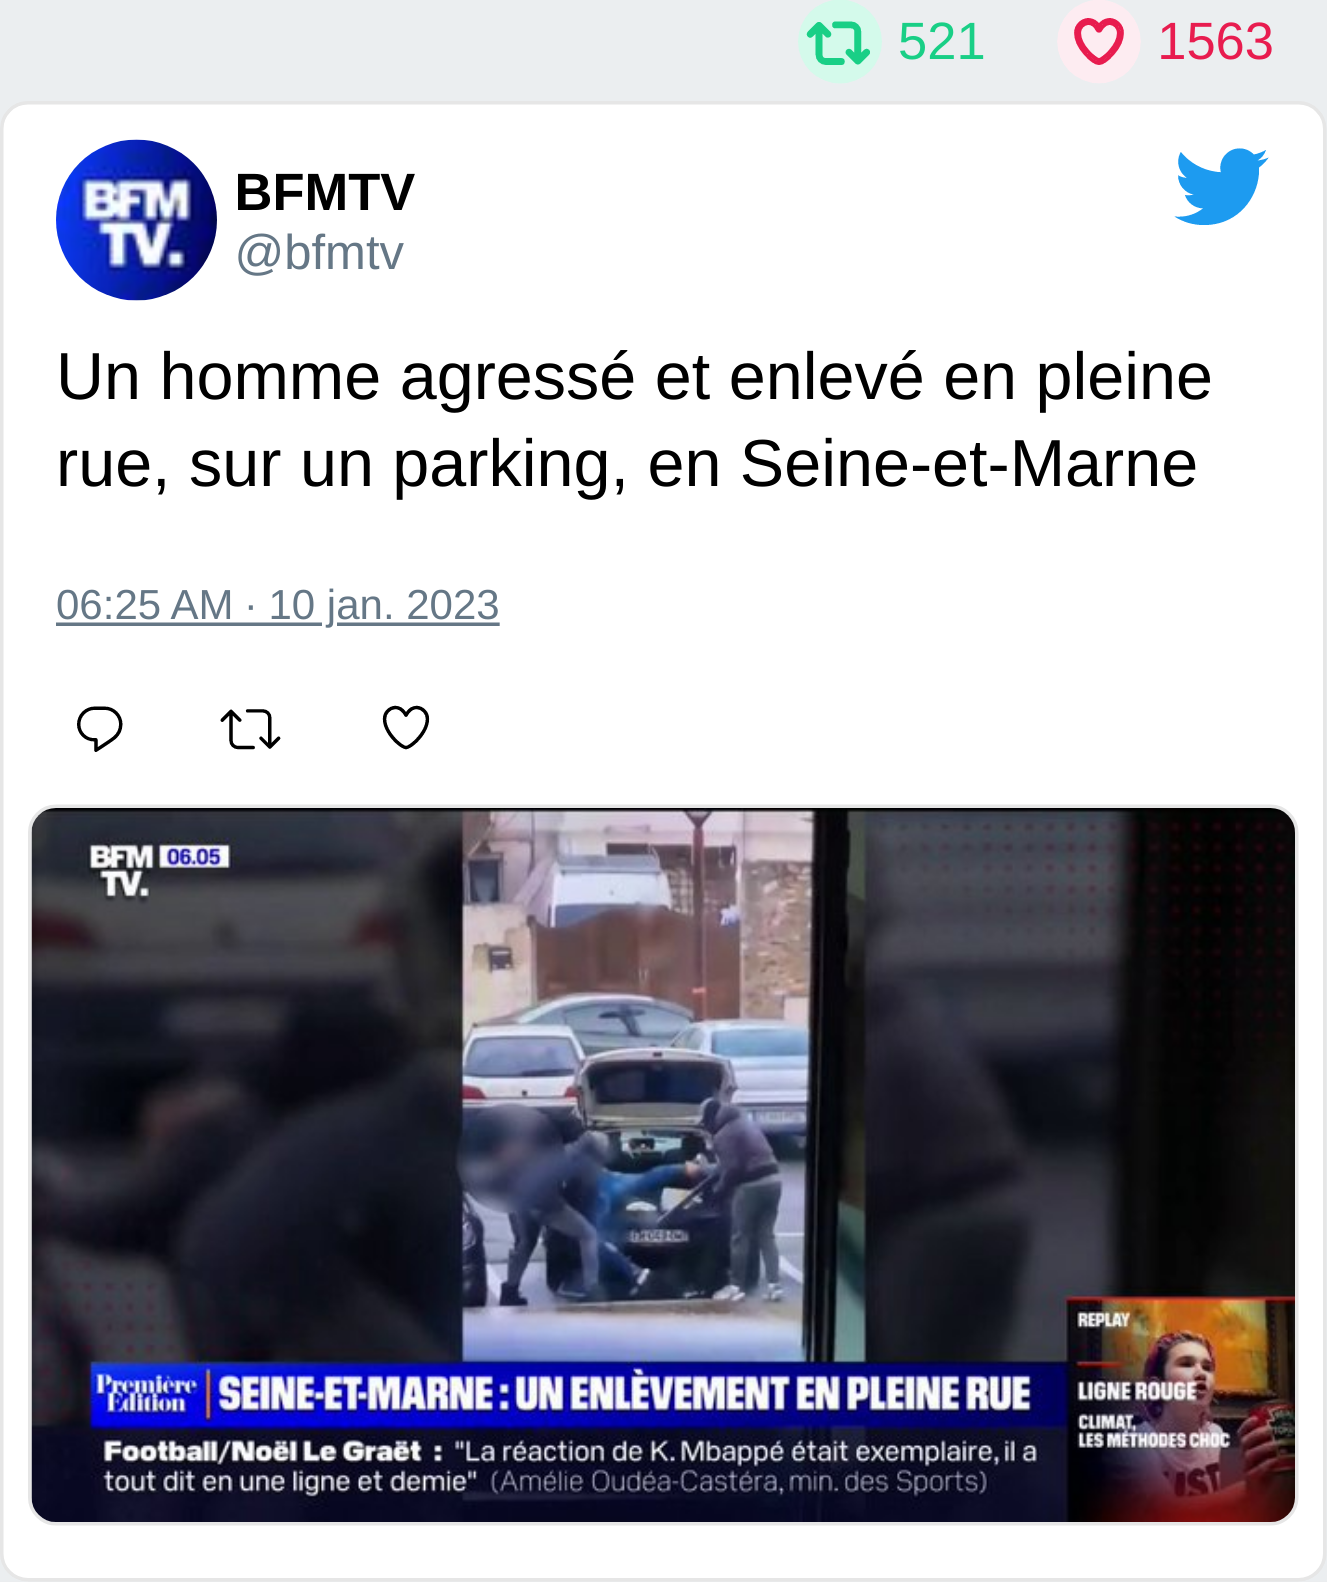 521 1563
BFM
TV.
BFMTV
@bfmtv
Un homme agressé et enlevé en pleine
rue, sur un parking, en Seine-et-Marne
06:25 AM · 10 jan. 2023
BFM 06.05
TV.
REPLAY
LIGNE ROUGE
CLIMAT,
LES MÉTHODES CHOC
Première
Édition
SEINE-ET-MARNE : UN ENLÈVEMENT EN PLEINE RUE
Football/Noël Le Graët : "La réaction de K. Mbappé était exemplaire, il a
tout dit en une ligne et demie" (Amélie Oudéa-Castéra, min. des Sports)